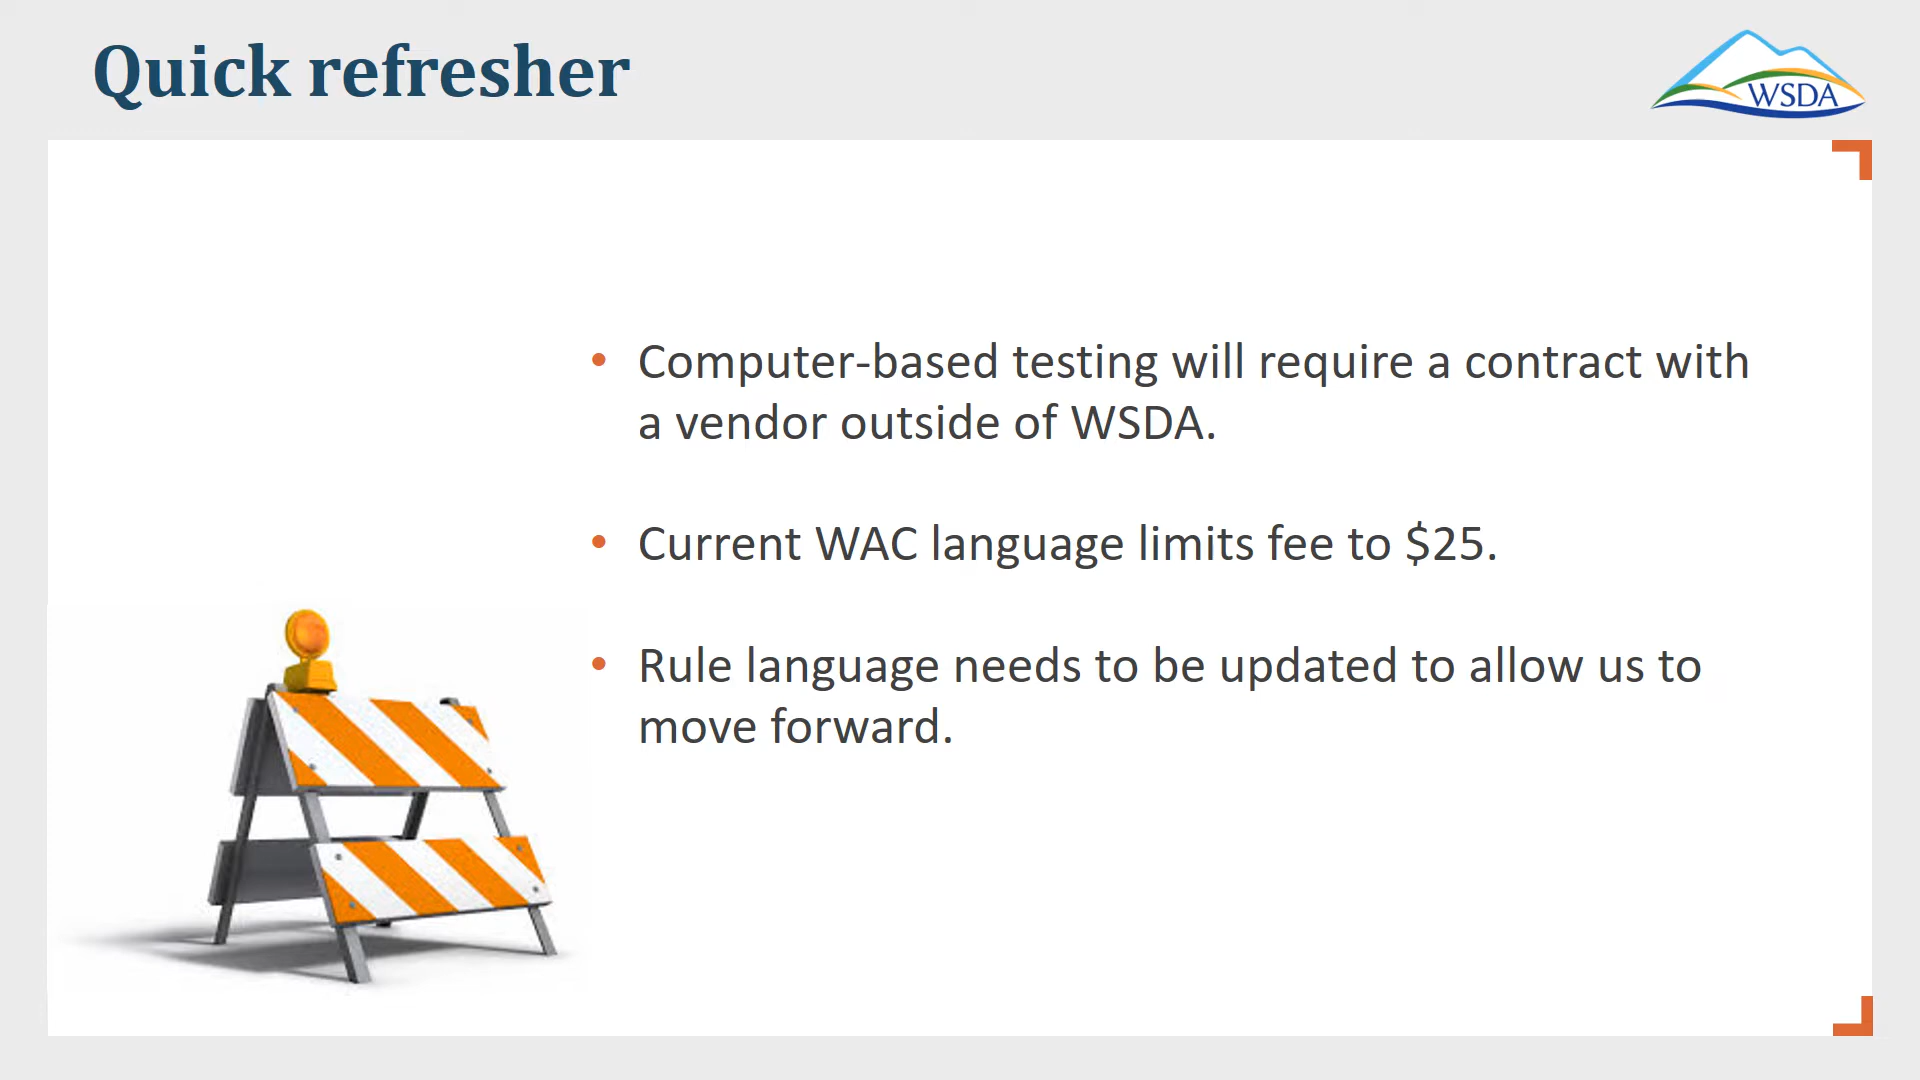 Quick refresher
WSDA
• Computer-based testing will require a contract with
a vendor outside of WSDA.
• Current WAC language limits fee to $25.
• Rule language needs to be updated to allow us to
move forward.